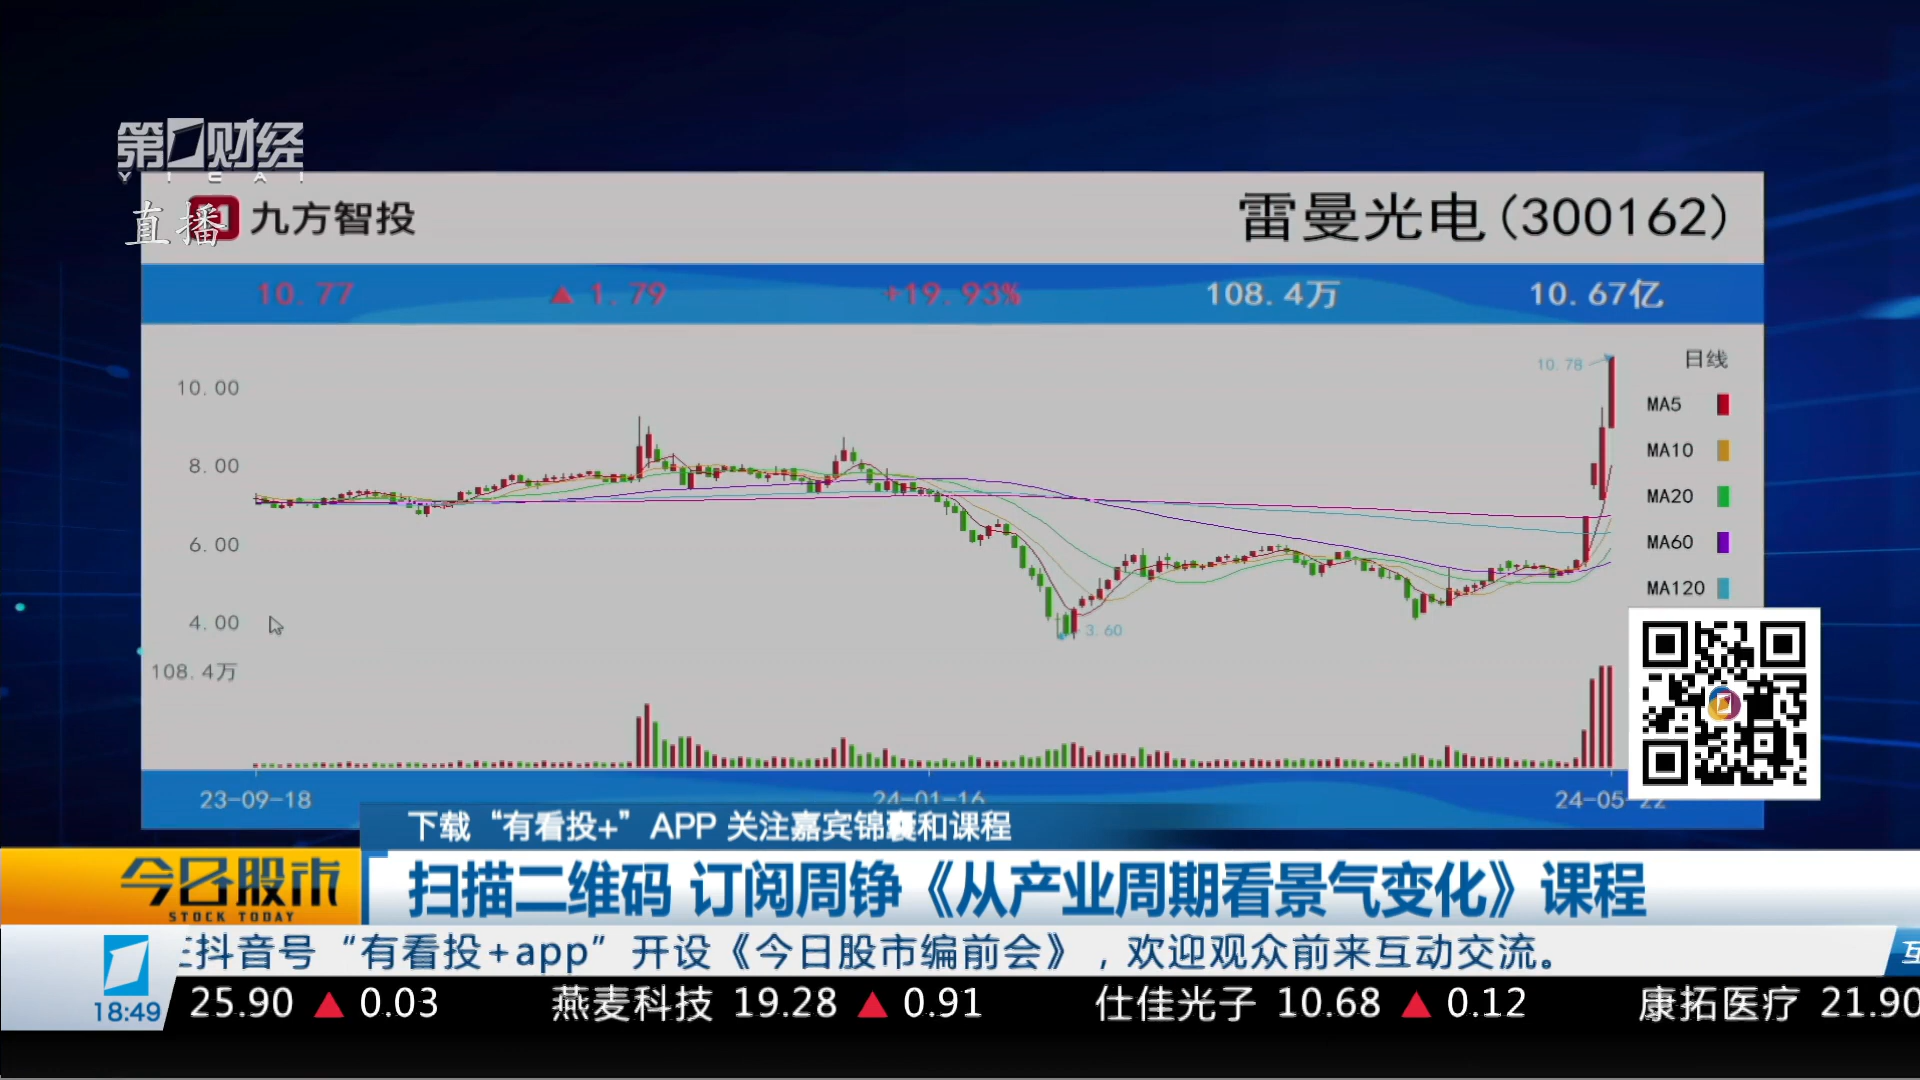 第一财经
YICAI
直播
九方智投
雷曼光电(300162)
10.77 ▲ 1.79 +19.93% 108.4万 10.67亿
日线
10.78
10.00
MA5
MA10
8.00
MA20
6.00
MA60
MA120
4.00
3.60
108.4万
23-09-18 24-01-16 24-05-22
下载“有看投+”APP 关注嘉宾锦囊和课程
今日股市
STOCK TODAY
扫描二维码 订阅周铮《从产业周期看景气变化》课程
抖音号“有看投+app”开设《今日股市编前会》，欢迎观众前来互动交流。
18:49
25.90 ▲ 0.03 燕麦科技 19.28 ▲ 0.91 仕佳光子 10.68 ▲ 0.12 康拓医疗 21.90